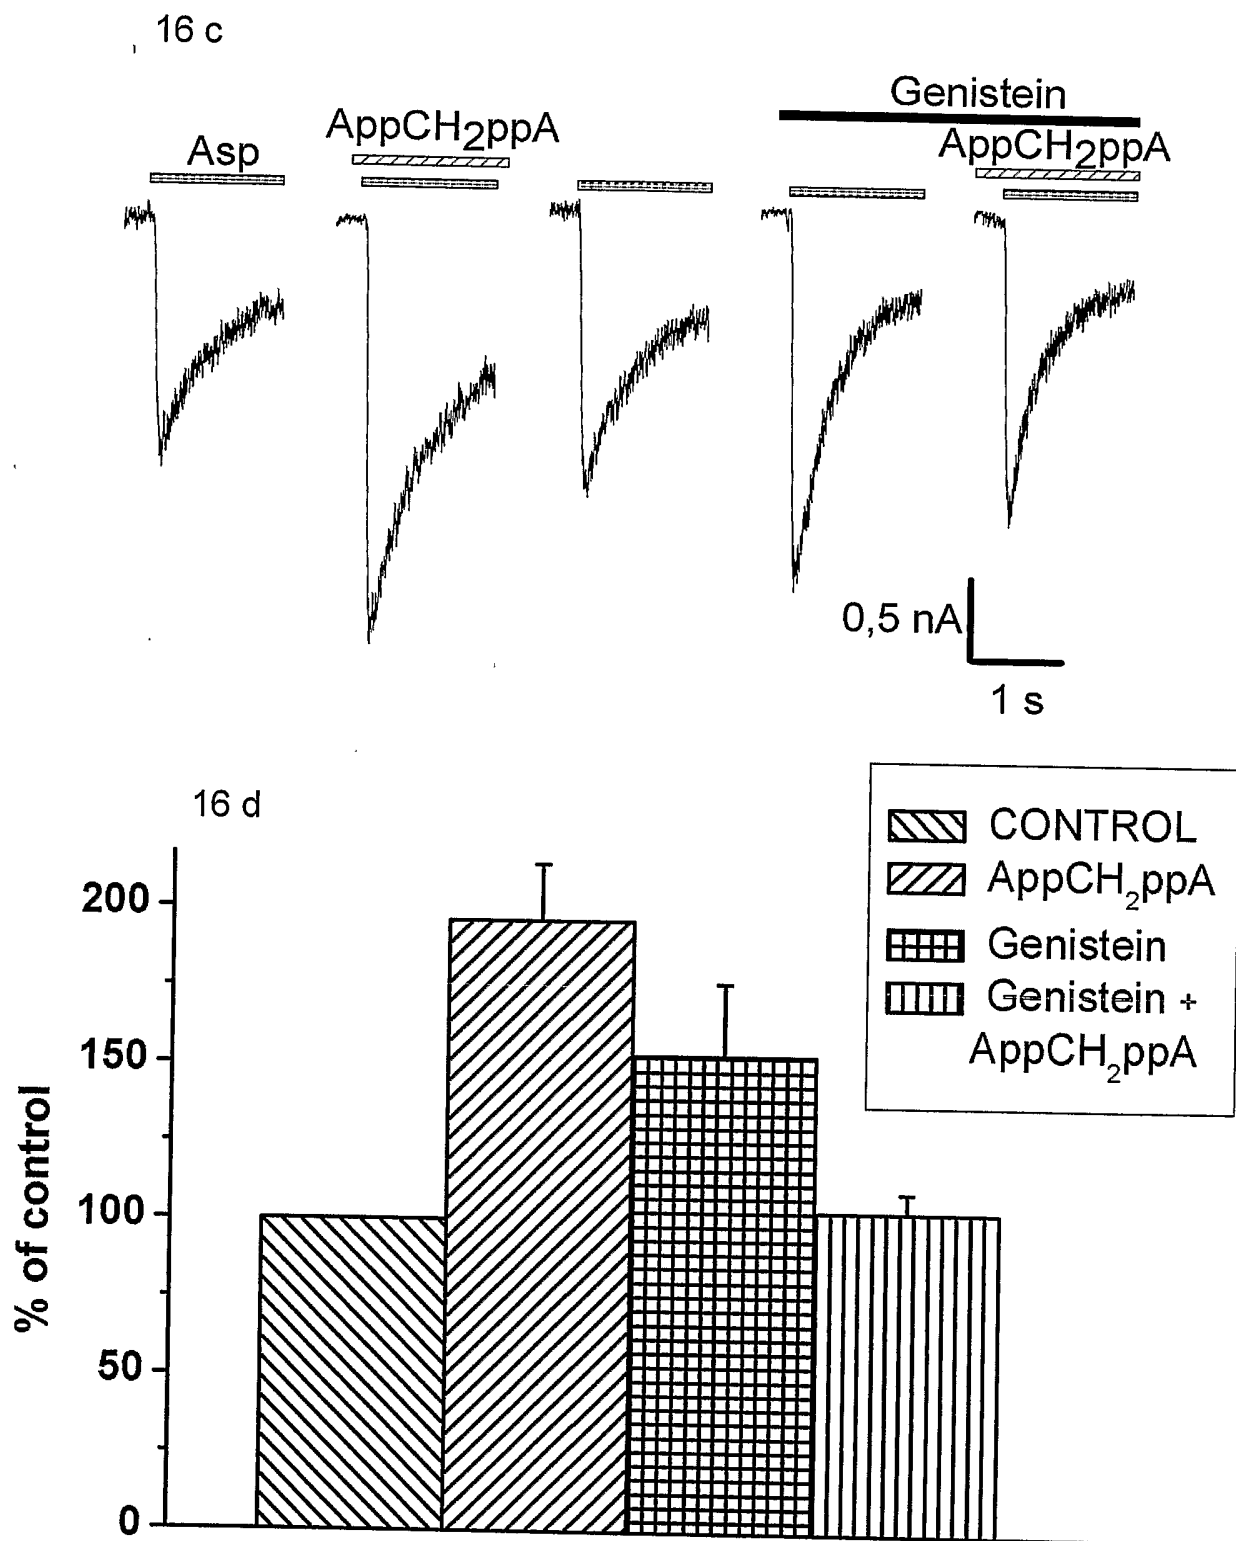 16 c
Genistein
AppCH2ppA
Asp
AppCH2ppA
0,5 nA
1 s
16 d
CONTROL
AppCH2ppA
Genistein
Genistein +
AppCH2ppA
% of control
200
150
100
50
0